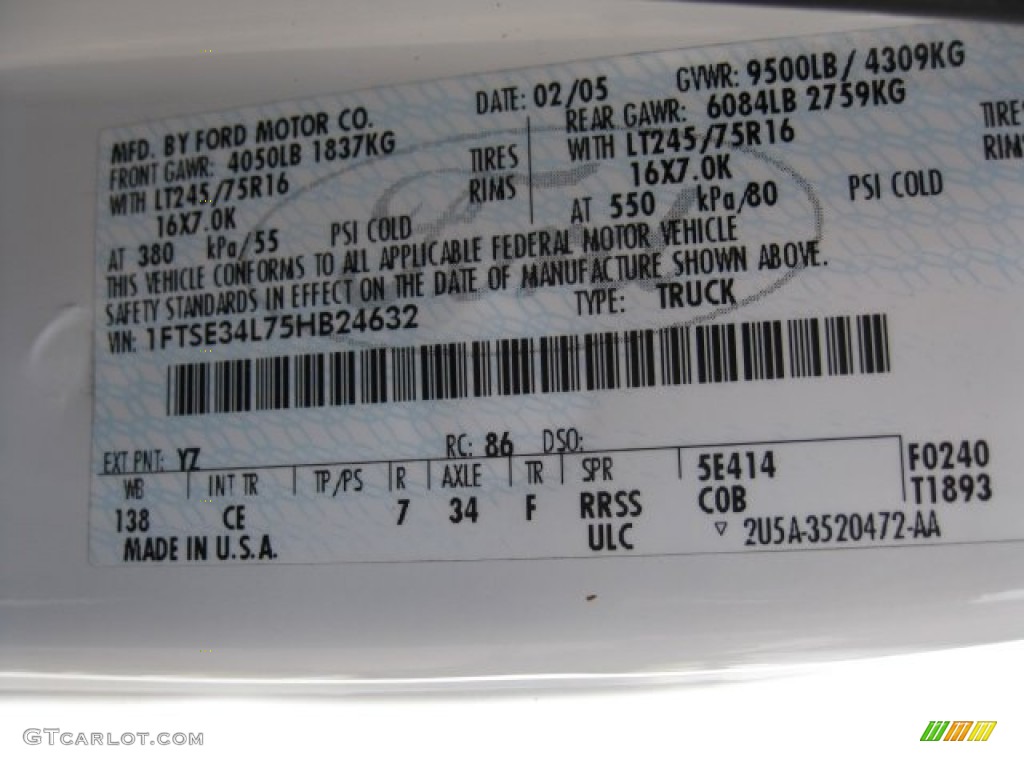 MFD. BY FORD MOTOR CO.
DATE: 02/05
GVWR: 9500LB / 4309KG
FRONT GAWR: 4050LB 1837KG
REAR GAWR: 6084LB 2759KG
WITH LT245/75R16 TIRES
WITH LT245/75R16 TIRE
16X7.0K RIMS
16X7.0K RIM
AT 380 kPa/55 PSI COLD
AT 550 kPa/80 PSI COLD
THIS VEHICLE CONFORMS TO ALL APPLICABLE FEDERAL MOTOR VEHICLE
SAFETY STANDARDS IN EFFECT ON THE DATE OF MANUFACTURE SHOWN ABOVE.
VIN: 1FTSE34L75HB24632
TYPE: TRUCK
EXT PNT: YZ RC: 86 DSO:
WB INT TR TP/PS R AXLE TR SPR 5E414 F0240
138 CE 7 34 F RRSS COB T1893
MADE IN U.S.A. ULC ▽ 2U5A-3520472-AA
GTCARLOT.COM